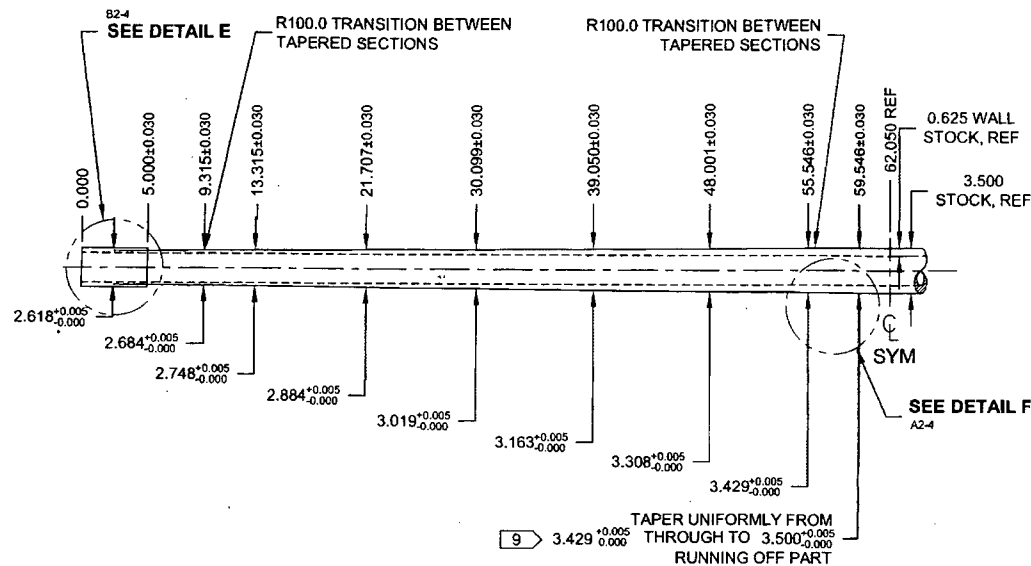 B2-4
SEE DETAIL E
R100.0 TRANSITION BETWEEN
TAPERED SECTIONS
R100.0 TRANSITION BETWEEN
TAPERED SECTIONS
0.000
5.000±0.030
9.315±0.030
13.315±0.030
21.707±0.030
30.099±0.030
39.050±0.030
48.001±0.030
55.546±0.030
59.546±0.030
62.050 REF
0.625 WALL
STOCK, REF
3.500
STOCK, REF
2.618 +0.005 -0.000
2.684 +0.005 -0.000
2.748 +0.005 -0.000
2.884 +0.005 -0.000
3.019 +0.005 -0.000
3.163 +0.005 -0.000
3.308 +0.005 -0.000
3.429 +0.005 -0.000
℄
SYM
SEE DETAIL F
A2-4
TAPER UNIFORMLY FROM
9 3.429 +0.005 0.000 THROUGH TO 3.500 +0.005 -0.000
RUNNING OFF PART